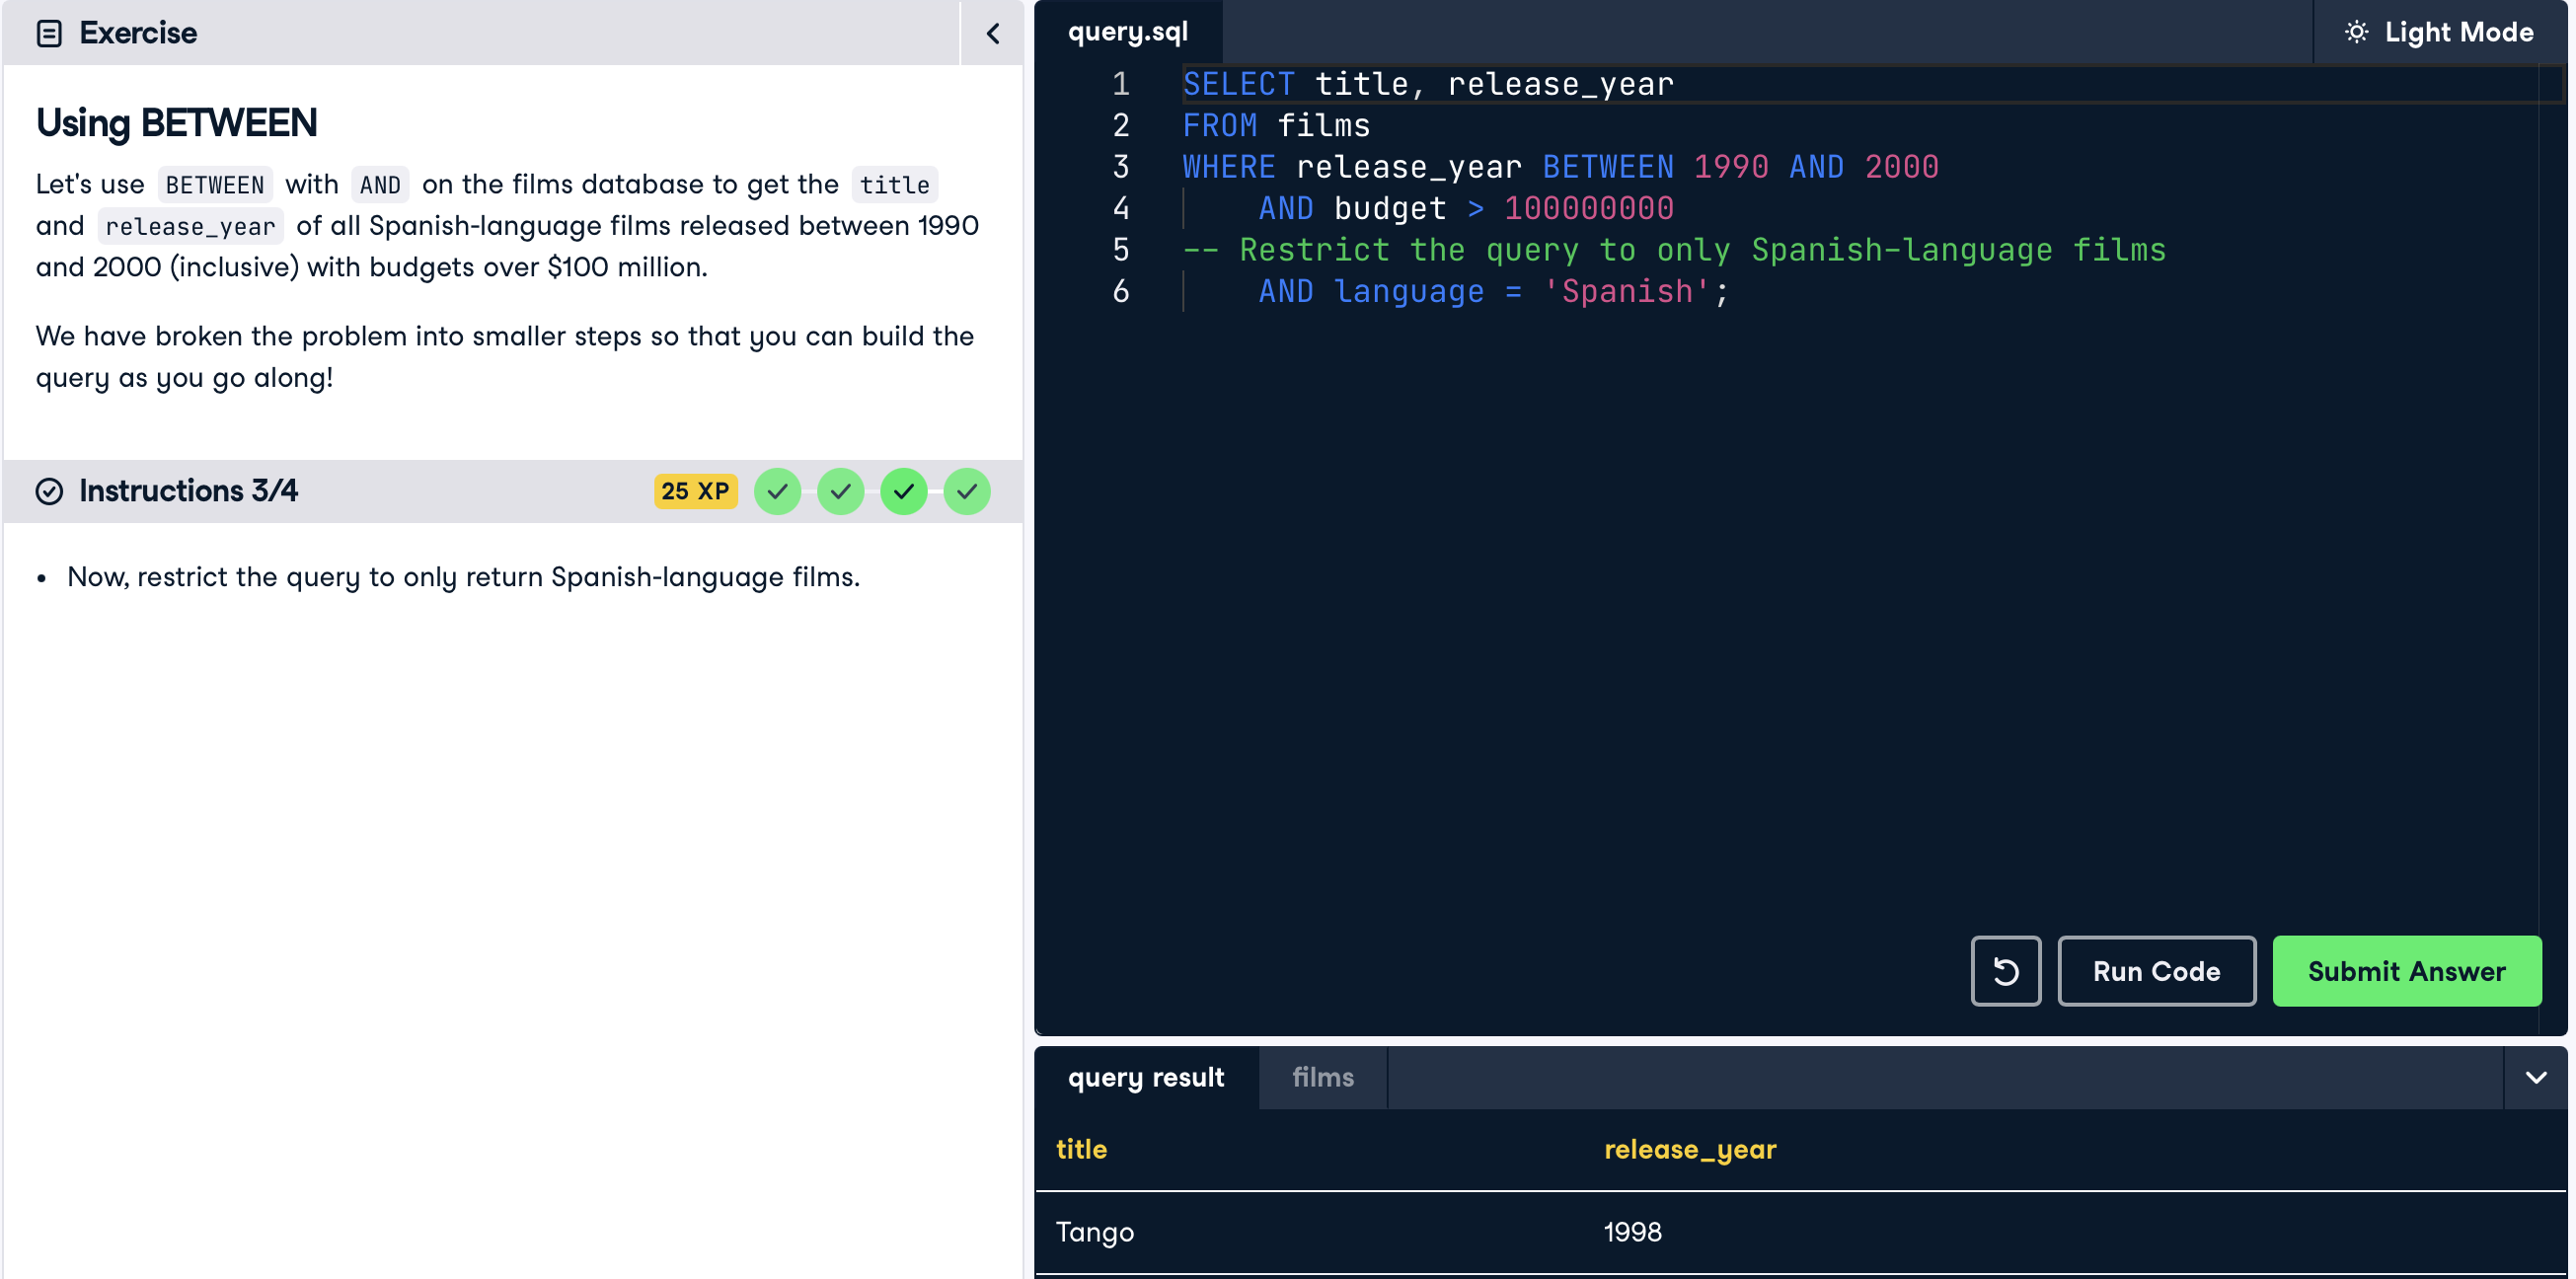 Exercise
Using BETWEEN
Let's use BETWEEN with AND on the films database to get the title
and release_year of all Spanish-language films released between 1990
and 2000 (inclusive) with budgets over $100 million.
We have broken the problem into smaller steps so that you can build the
query as you go along!
Instructions 3/4
25 XP
• Now, restrict the query to only return Spanish-language films.
query.sql
Light Mode
1 SELECT title, release_year
2 FROM films
3 WHERE release_year BETWEEN 1990 AND 2000
4 AND budget > 100000000
5 -- Restrict the query to only Spanish-language films
6 AND language = 'Spanish';
Run Code
Submit Answer
query result
films
title release_year
Tango 1998